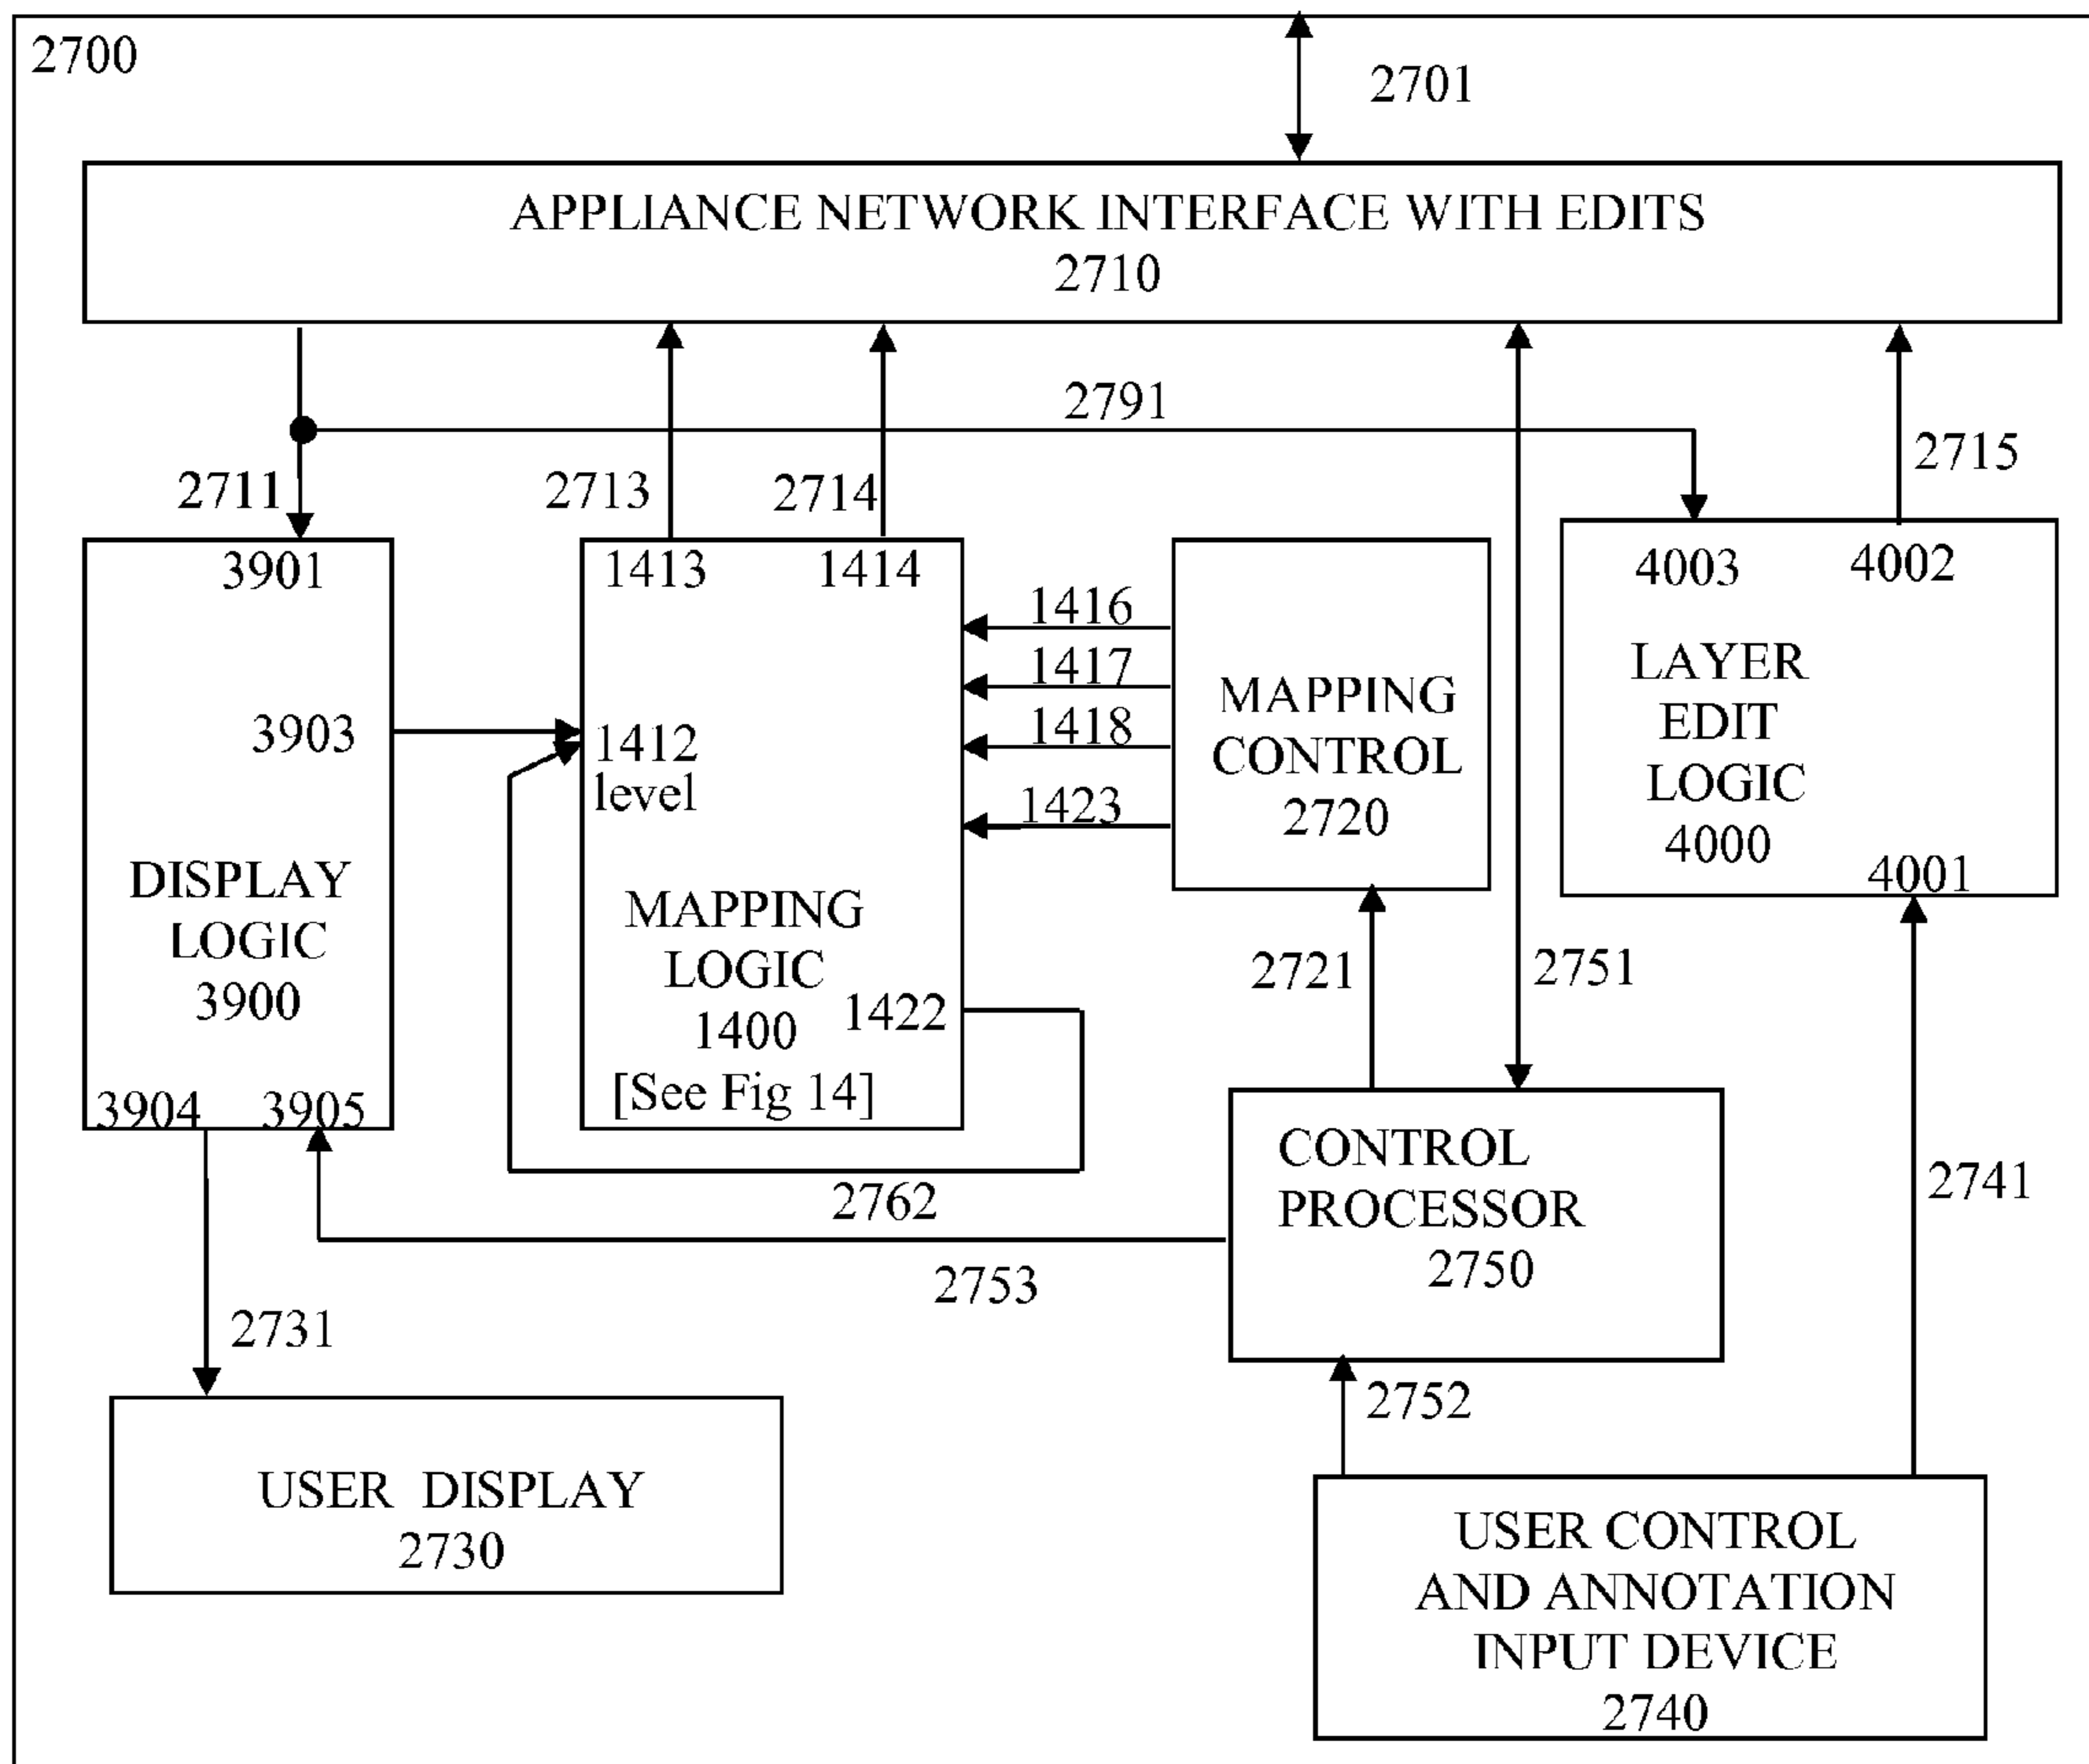 2700
2701
APPLIANCE NETWORK INTERFACE WITH EDITS
2710
2791
2711
2713
2714
2715
3901
1413
1414
4003
4002
1416
1417
1418
1423
3903
1412
level
MAPPING
CONTROL
2720
LAYER
EDIT
LOGIC
4000
4001
DISPLAY
LOGIC
3900
MAPPING
LOGIC
1400
1422
[See Fig 14]
2721
2751
3904
3905
CONTROL
PROCESSOR
2750
2741
2762
2753
2731
2752
USER DISPLAY
2730
USER CONTROL
AND ANNOTATION
INPUT DEVICE
2740